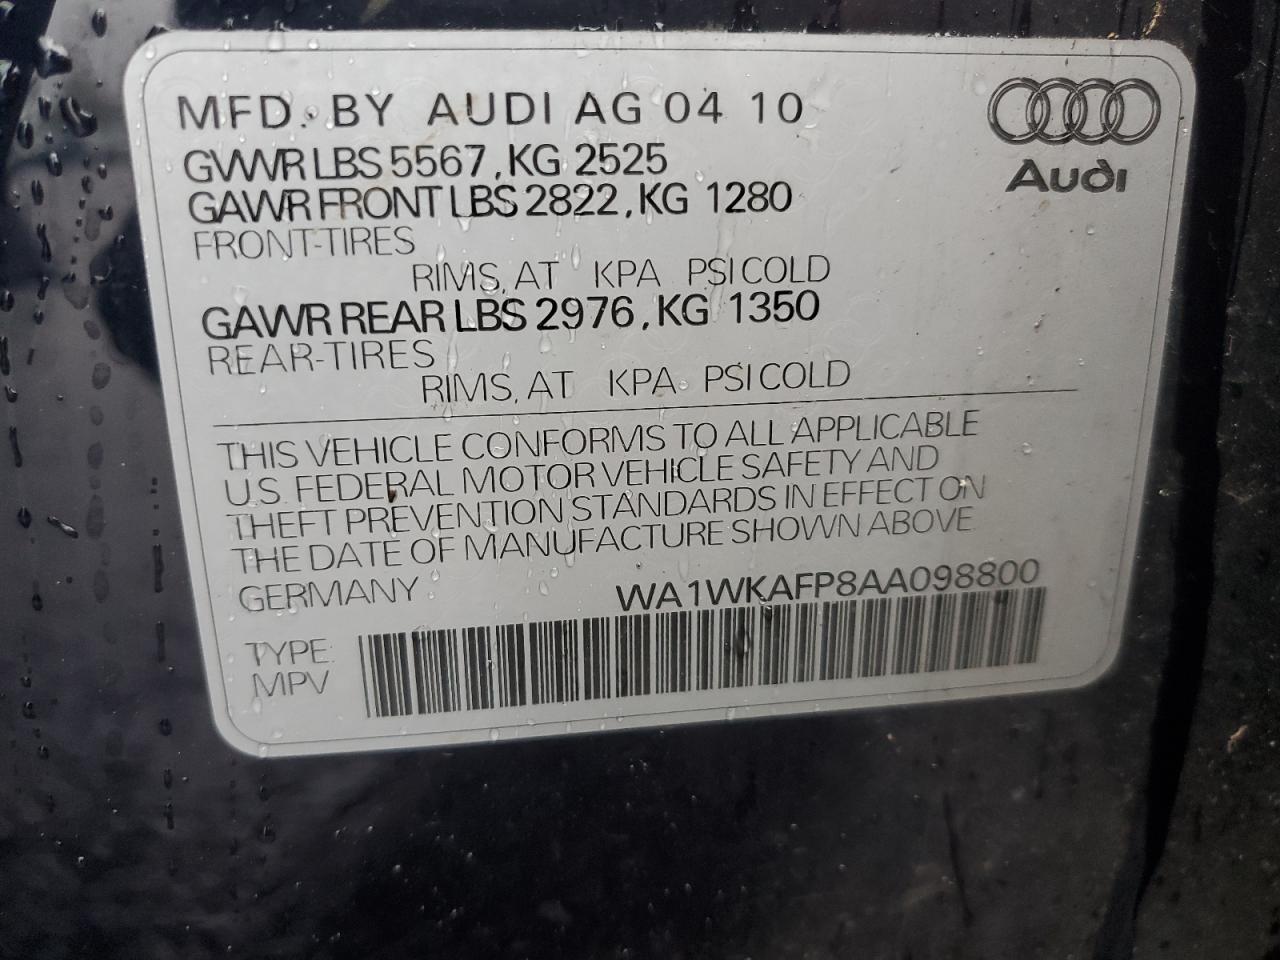 MFD. BY AUDI AG 04 10
Audi
GVWR LBS 5567, KG 2525
GAWR FRONT LBS 2822, KG 1280
FRONT-TIRES
RIMS, AT KPA PSI COLD
GAWR REAR LBS 2976, KG 1350
REAR-TIRES
RIMS, AT KPA PSI COLD
THIS VEHICLE CONFORMS TO ALL APPLICABLE
U.S. FEDERAL MOTOR VEHICLE SAFETY AND
THEFT PREVENTION STANDARDS IN EFFECT ON
THE DATE OF MANUFACTURE SHOWN ABOVE
GERMANY WA1WKAFP8AA098800
TYPE:
MPV